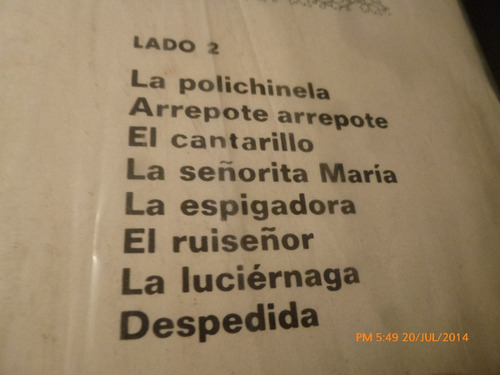 LADO 2
La polichinela
Arrepote arrepote
El cantarillo
La señorita María
La espigadora
El ruiseñor
La luciérnaga
Despedida
PM 5:49 20/JUL/2014